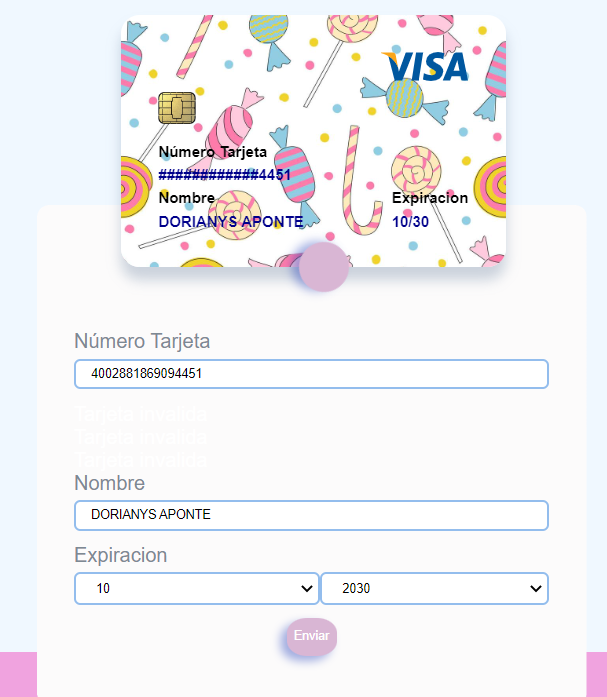 VISA
Número Tarjeta
############4451
Nombre Expiracion
DORIANYS APONTE 10/30
Número Tarjeta
4002881869094451
Tarjeta invalida
Tarjeta invalida
Tarjeta invalida
Nombre
DORIANYS APONTE
Expiracion
10 2030
Enviar